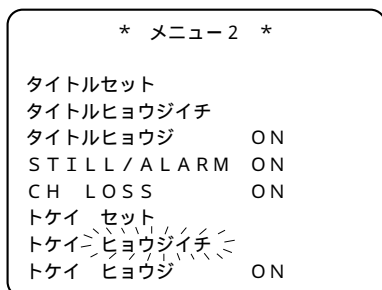 * メニュー2 *
タイトルセット
タイトルヒョウジイチ
タイトルヒョウジ ON
STILL/ALARM ON
CH LOSS ON
トケイ セット
トケイ ヒョウジイチ
トケイ ヒョウジ ON